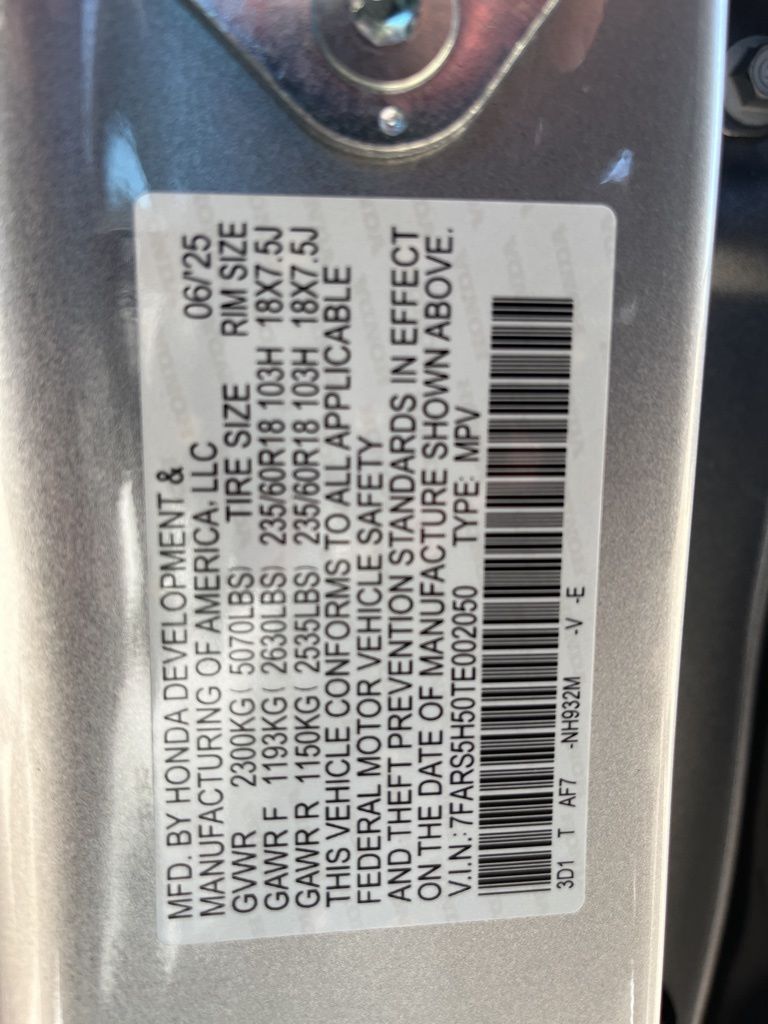 MFD. BY HONDA DEVELOPMENT &
MANUFACTURING OF AMERICA, LLC 06/'25
GVWR 2300KG( 5070LBS) TIRE SIZE RIM SIZE
GAWR F 1193KG( 2630LBS) 235/60R18 103H 18X7.5J
GAWR R 1150KG( 2535LBS) 235/60R18 103H 18X7.5J
THIS VEHICLE CONFORMS TO ALL APPLICABLE
FEDERAL MOTOR VEHICLE SAFETY
AND THEFT PREVENTION STANDARDS IN EFFECT
ON THE DATE OF MANUFACTURE SHOWN ABOVE.
V.I.N.: 7FARS5H50TE002050 TYPE: MPV
3D1 T AF7 -NH932M -V -E